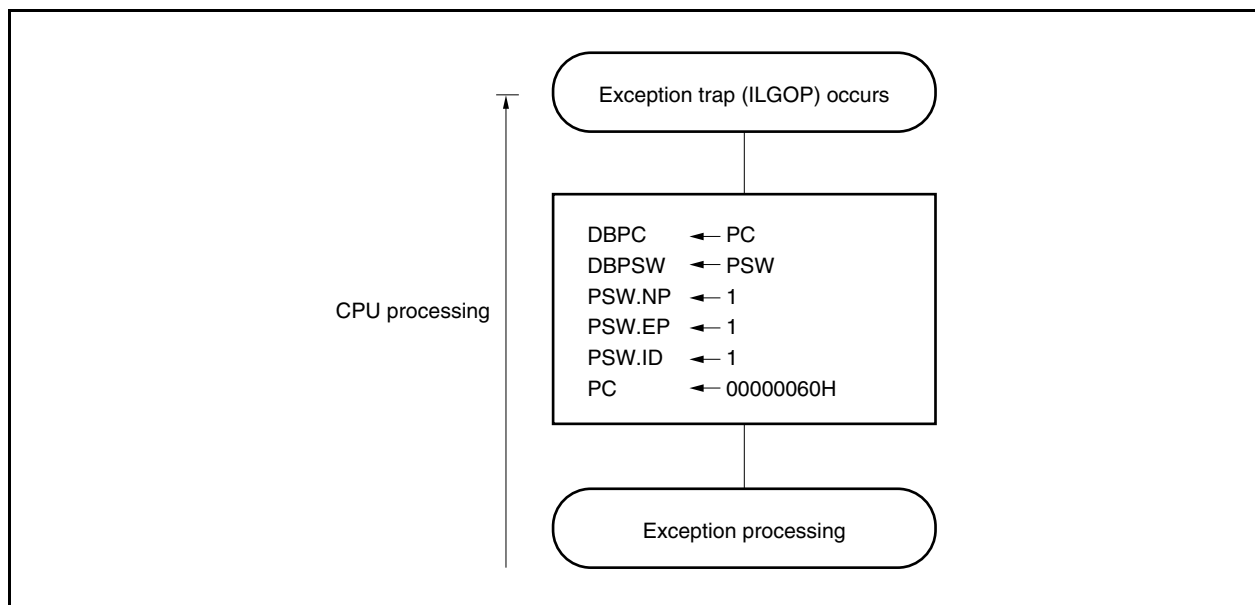 Exception trap (ILGOP) occurs
DBPC ← PC
DBPSW ← PSW
PSW.NP ← 1
PSW.EP ← 1
PSW.ID ← 1
PC ← 00000060H
CPU processing
Exception processing